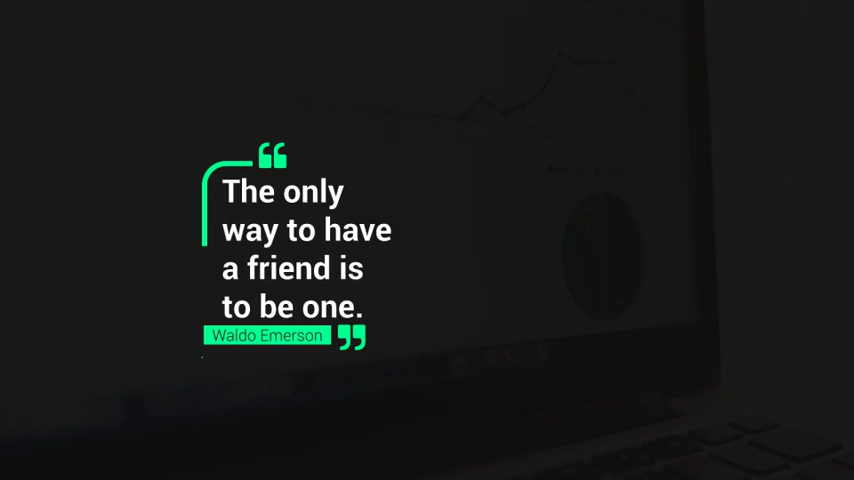 “
The only
way to have
a friend is
to be one.
Waldo Emerson ”